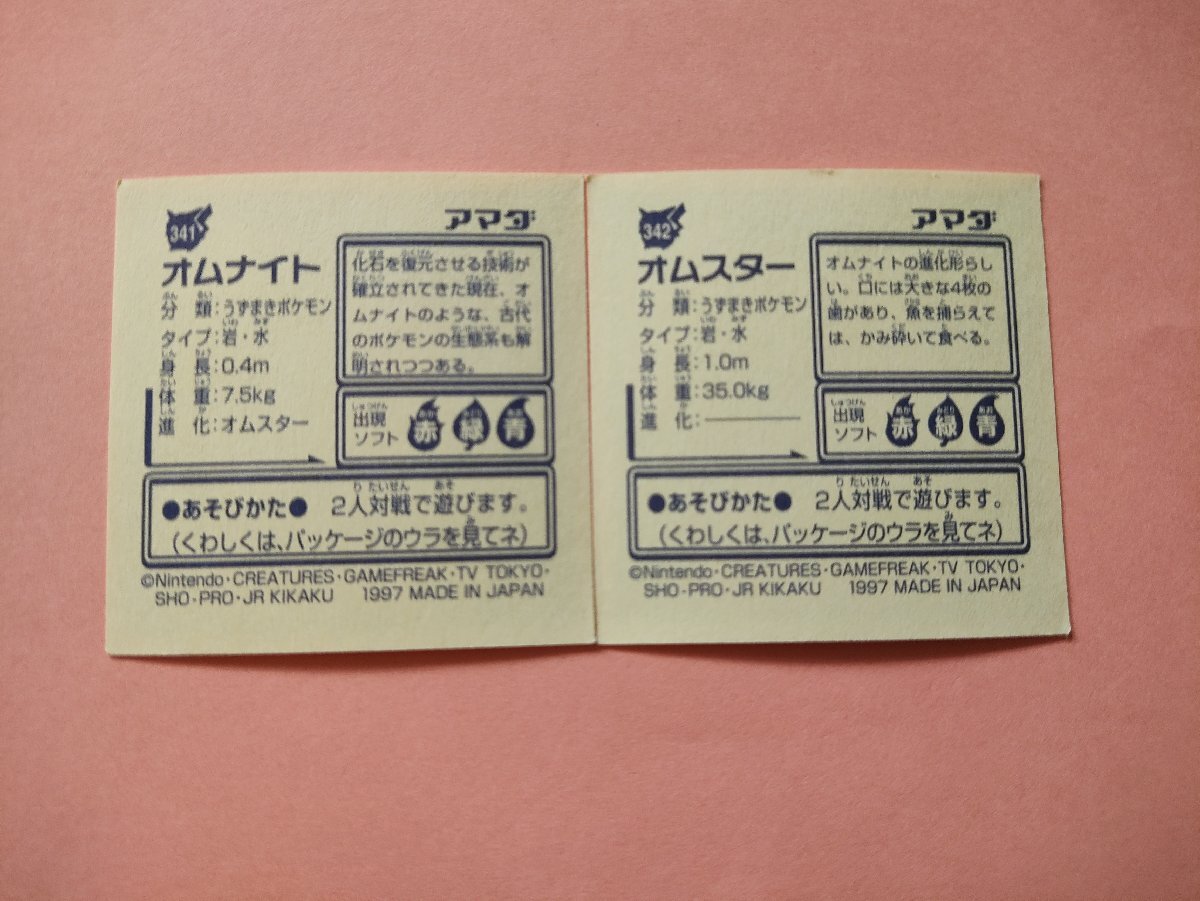 341
アマダ
オムナイト
分類:うずまきポケモン
タイプ:岩・水
身長:0.4m
体重:7.5kg
進化:オムスター
化石を復元させる技術が
確立されてきた現在、オ
ムナイトのような、古代
のポケモンの生態系も解
明されつつある。
出現
ソフト
赤 緑 青
●あそびかた● 2人対戦で遊びます。
(くわしくは、パッケージのウラを見てネ)
©Nintendo・CREATURES・GAMEFREAK・TV TOKYO・
SHO-PRO・JR KIKAKU 1997 MADE IN JAPAN
342
アマダ
オムスター
分類:うずまきポケモン
タイプ:岩・水
身長:1.0m
体重:35.0kg
進化:————
オムナイトの進化形らし
い。口には大きな4枚の
歯があり、魚を捕らえて
は、かみ砕いて食べる。
出現
ソフト
赤 緑 青
●あそびかた● 2人対戦で遊びます。
(くわしくは、パッケージのウラを見てネ)
©Nintendo・CREATURES・GAMEFREAK・TV TOKYO・
SHO-PRO・JR KIKAKU 1997 MADE IN JAPAN